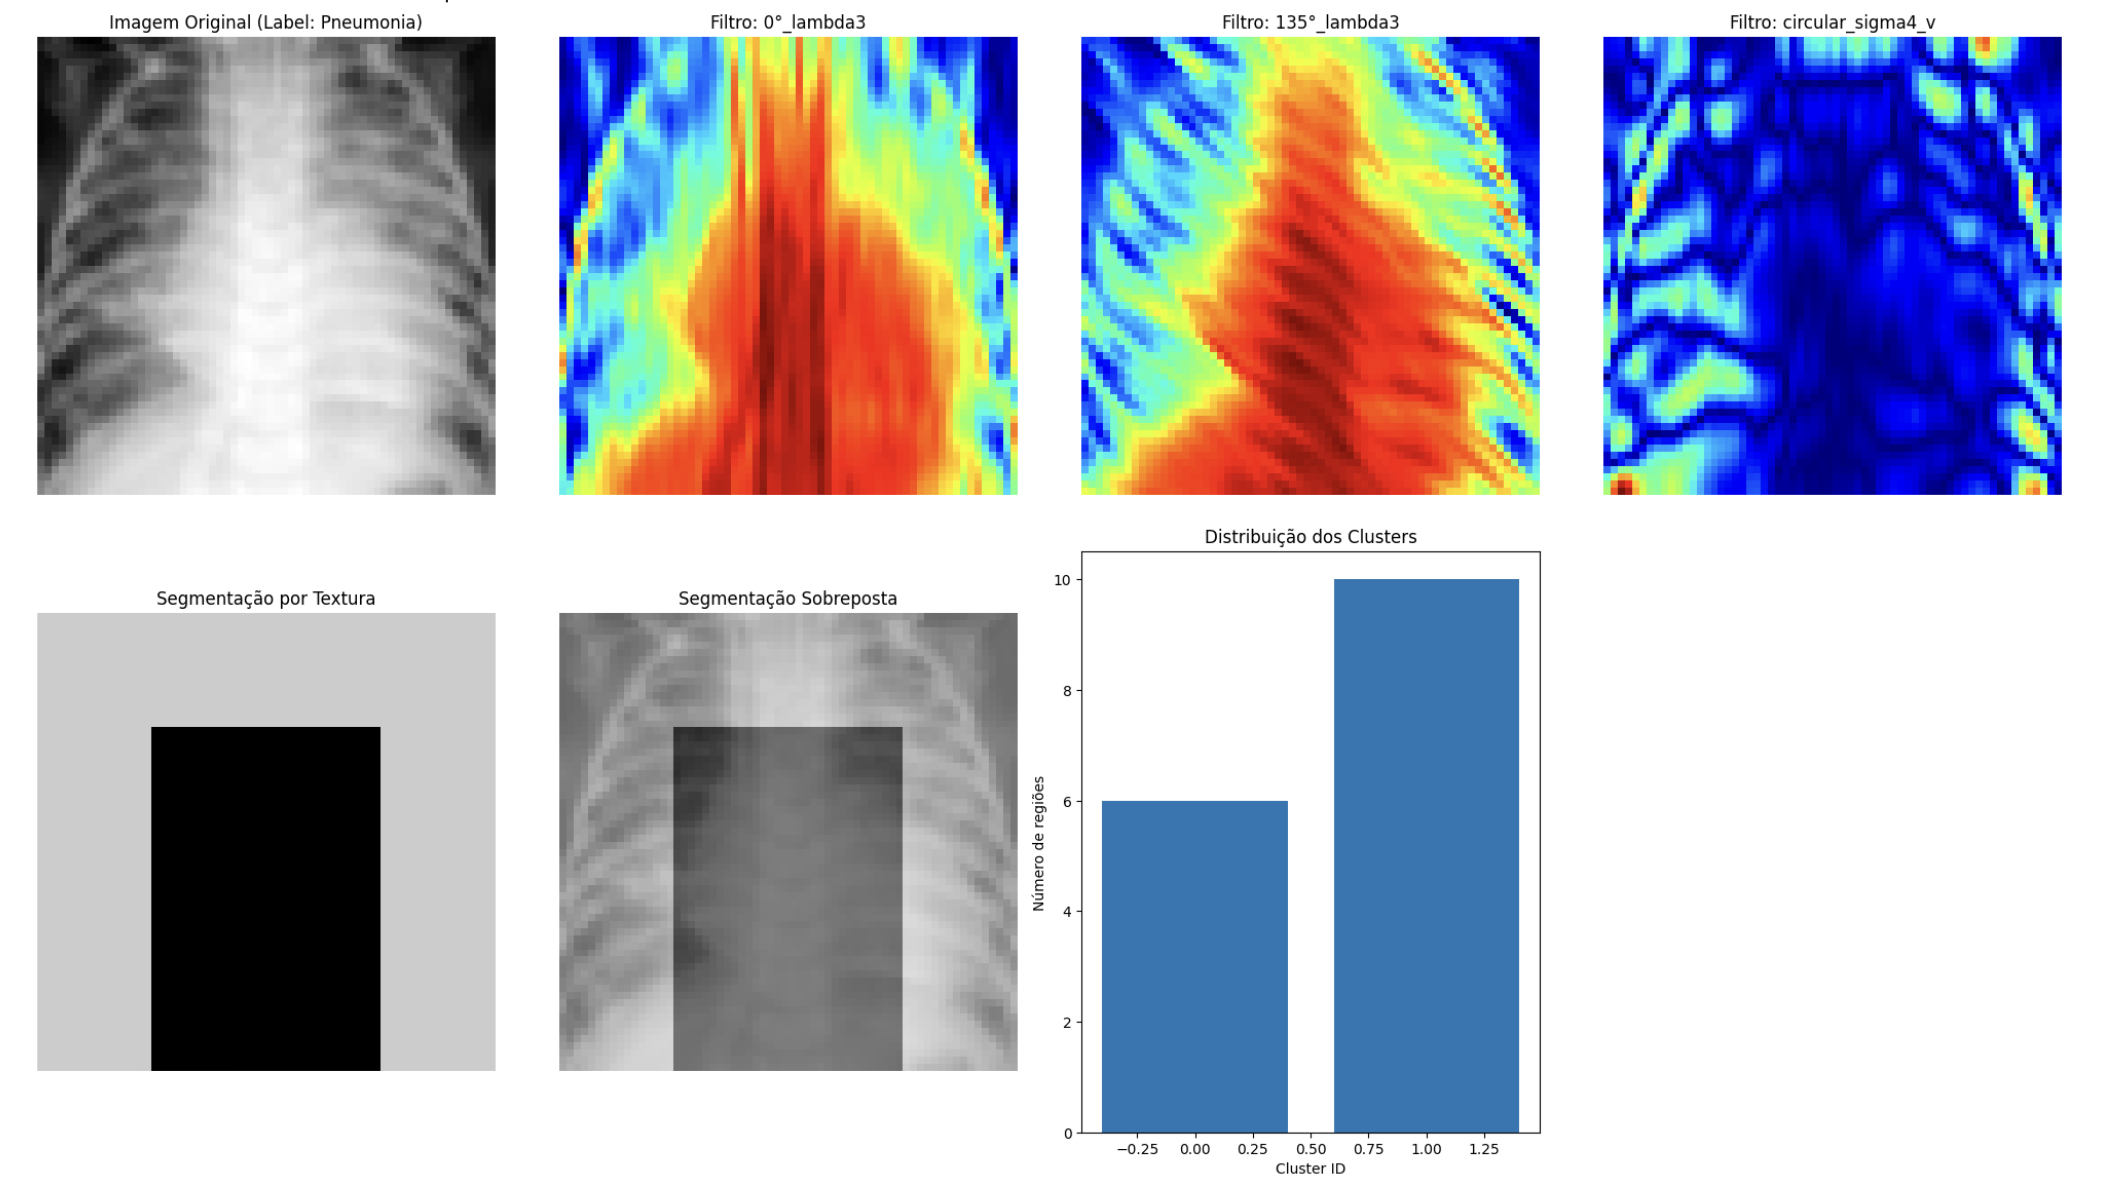 Imagem Original (Label: Pneumonia)
Filtro: 0°_lambda3
Filtro: 135°_lambda3
Filtro: circular_sigma4_v
Segmentação por Textura
Segmentação Sobreposta
Distribuição dos Clusters
Número de regiões
10
8
6
4
2
0
−0.25 0.00 0.25 0.50 0.75 1.00 1.25
Cluster ID